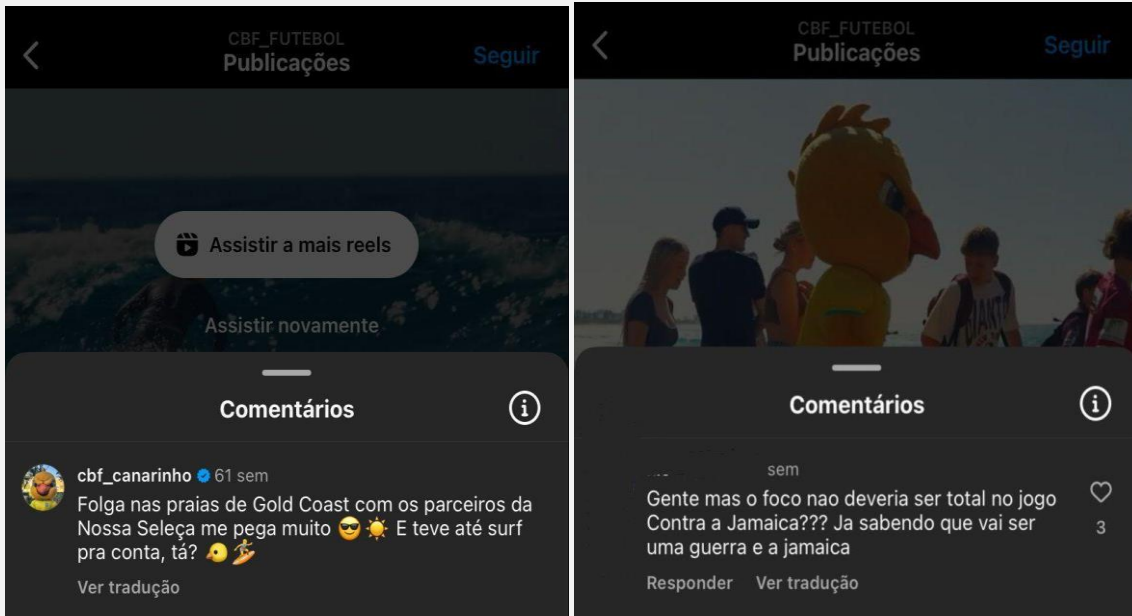 CBF_FUTEBOL
Publicações
Seguir
Assistir a mais reels
Assistir novamente
Comentários
cbf_canarinho 61 sem
Folga nas praias de Gold Coast com os parceiros da
Nossa Seleça me pega muito 😎☀️ E teve até surf
pra conta, tá? 🐤🏄
Ver tradução
CBF_FUTEBOL
Publicações
Seguir
Comentários
sem
Gente mas o foco nao deveria ser total no jogo
Contra a Jamaica??? Ja sabendo que vai ser
uma guerra e a jamaica
3
Responder Ver tradução